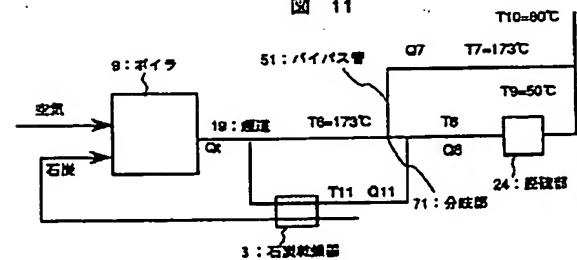 図 11
T10=80℃
9:ボイラ
51:バイパス管
Q7
T7=173℃
T9=50℃
空気
19:煙道
T6=173℃
T8
Qt
Q8
石炭
T11
Q11
24:脱硫部
71:分岐部
3:石炭乾燥器